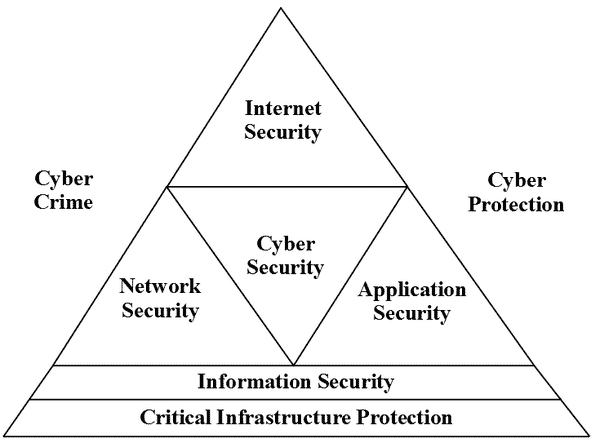 Internet
Security
Cyber
Crime
Cyber
Protection
Cyber
Security
Network
Security
Application
Security
Information Security
Critical Infrastructure Protection